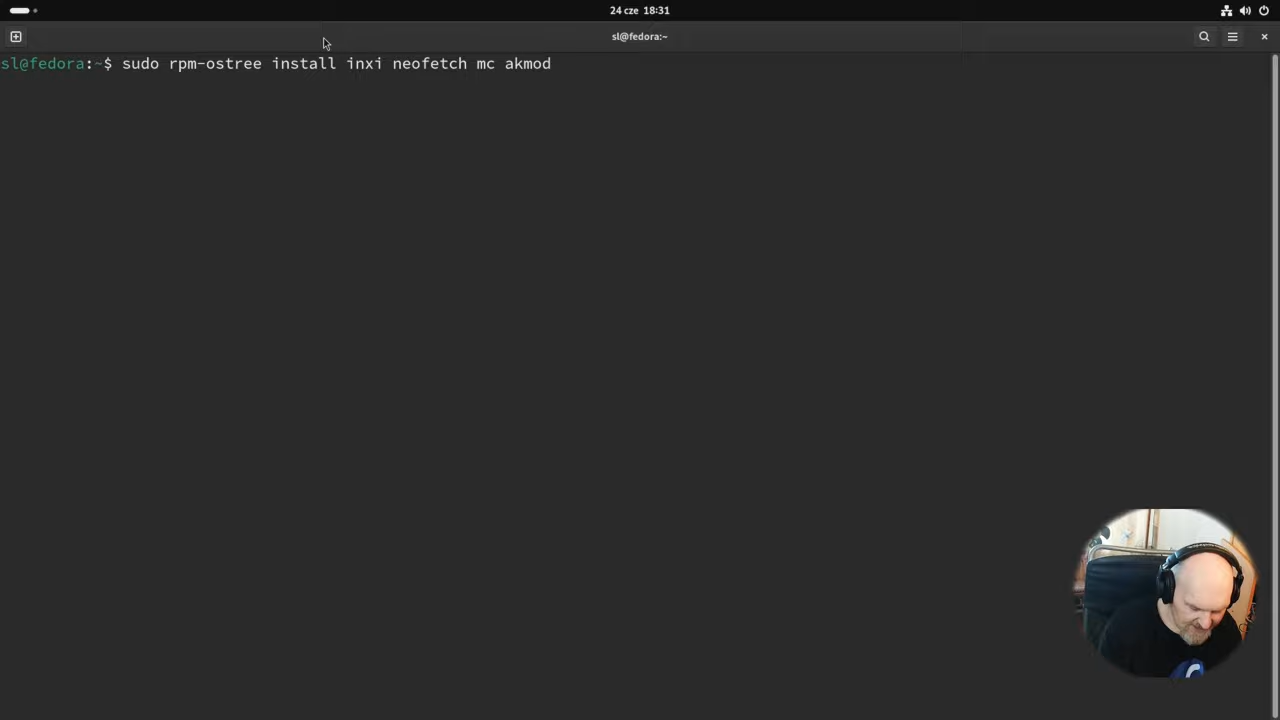 24 cze 18:31
sl@fedora:~
sl@fedora:~$ sudo rpm-ostree install inxi neofetch mc akmod